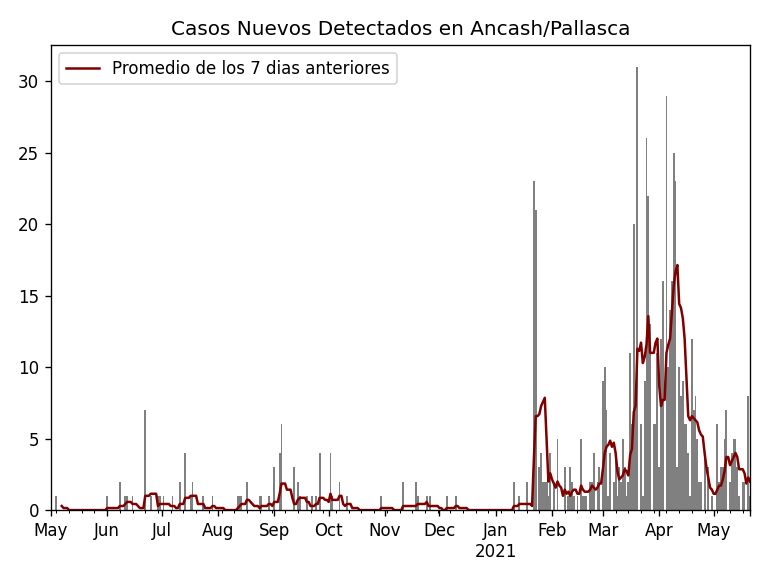 Casos Nuevos Detectados en Ancash/Pallasca
Promedio de los 7 dias anteriores
30
25
20
15
10
5
0
May Jun Jul Aug Sep Oct Nov Dec Jan Feb Mar Apr May
2021